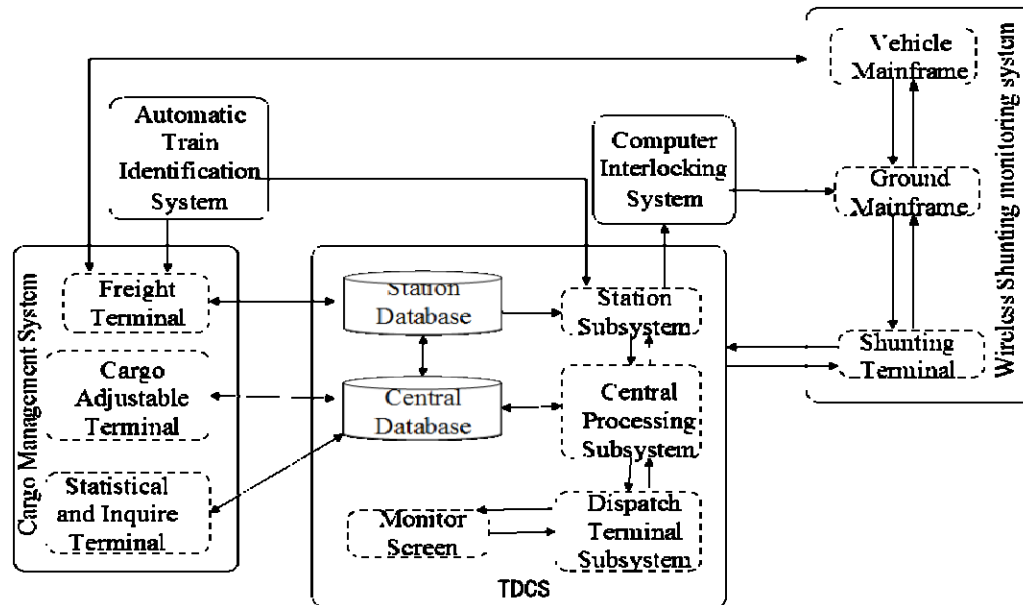 Vehicle
Mainframe
Wireless Shunting monitoring system
Automatic
Train
Identification
System
Computer
Interlocking
System
Ground
Mainframe
Cargo Management System
Freight
Terminal
Station
Database
Station
Subsystem
Shunting
Terminal
Cargo
Adjustable
Terminal
Central
Database
Central
Processing
Subsystem
Statistical
and Inquire
Terminal
Monitor
Screen
Dispatch
Terminal
Subsystem
TDCS